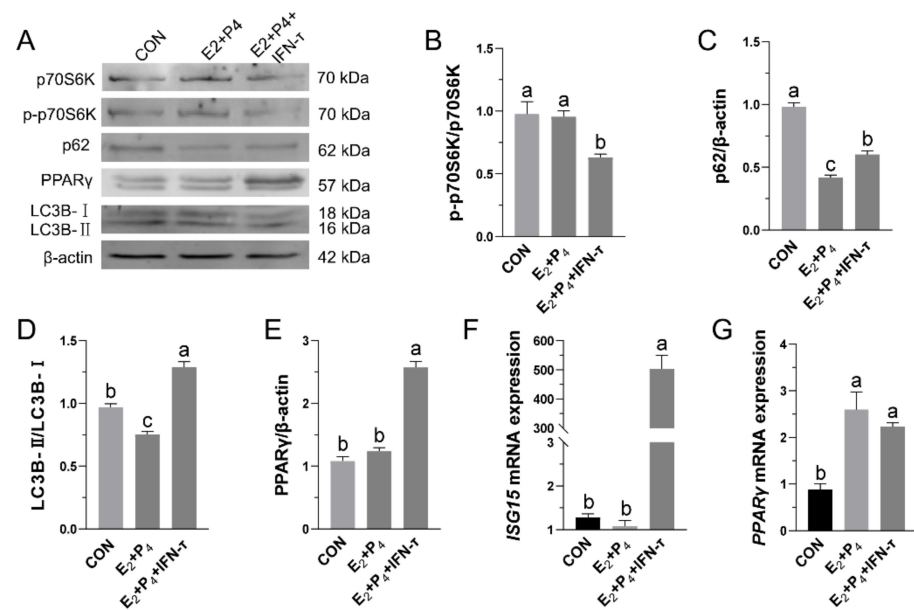 A
CON
E2+P4
E2+P4+
IFN-τ
p70S6K
70 kDa
p-p70S6K
70 kDa
p62
62 kDa
PPARγ
57 kDa
LC3B-Ⅰ
18 kDa
LC3B-Ⅱ
16 kDa
β-actin
42 kDa
B
p-p70S6K/p70S6K
1.5
1.0
0.5
0.0
a
a
b
CON
E₂+P₄
E₂+P₄+IFN-τ
C
p62/β-actin
1.5
1.0
0.5
0.0
a
c
b
CON
E₂+P₄
E₂+P₄+IFN-τ
D
LC3B-Ⅱ/LC3B-Ⅰ
1.5
1.0
0.5
0.0
b
c
a
CON
E₂+P₄
E₂+P₄+IFN-τ
E
PPARγ/β-actin
3
2
1
0
b
b
a
CON
E₂+P₄
E₂+P₄+IFN-τ
F
ISG15 mRNA expression
600
500
400
300
3
2
1
b
b
a
CON
E₂+P₄
E₂+P₄+IFN-τ
G
PPARγ mRNA expression
4
3
2
1
0
b
a
a
CON
E₂+P₄
E₂+P₄+IFN-τ